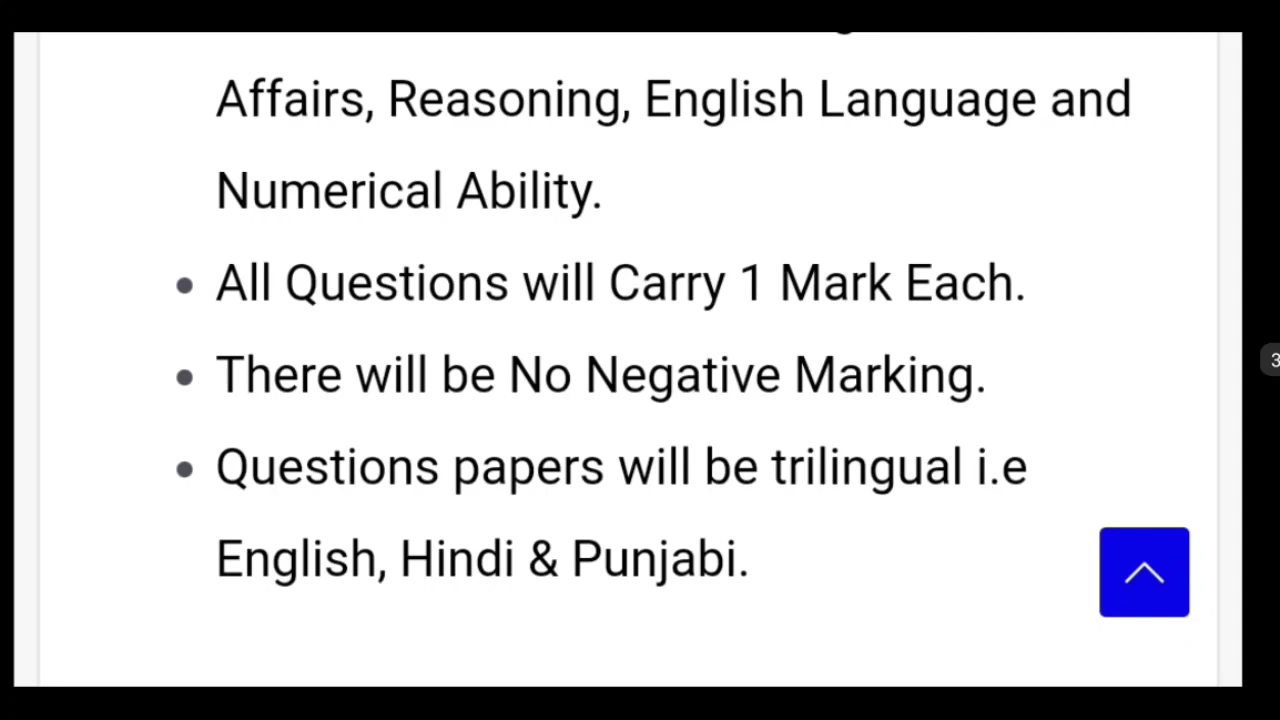 Affairs, Reasoning, English Language and
Numerical Ability.
All Questions will Carry 1 Mark Each.
There will be No Negative Marking.
Questions papers will be trilingual i.e
English, Hindi & Punjabi.
3